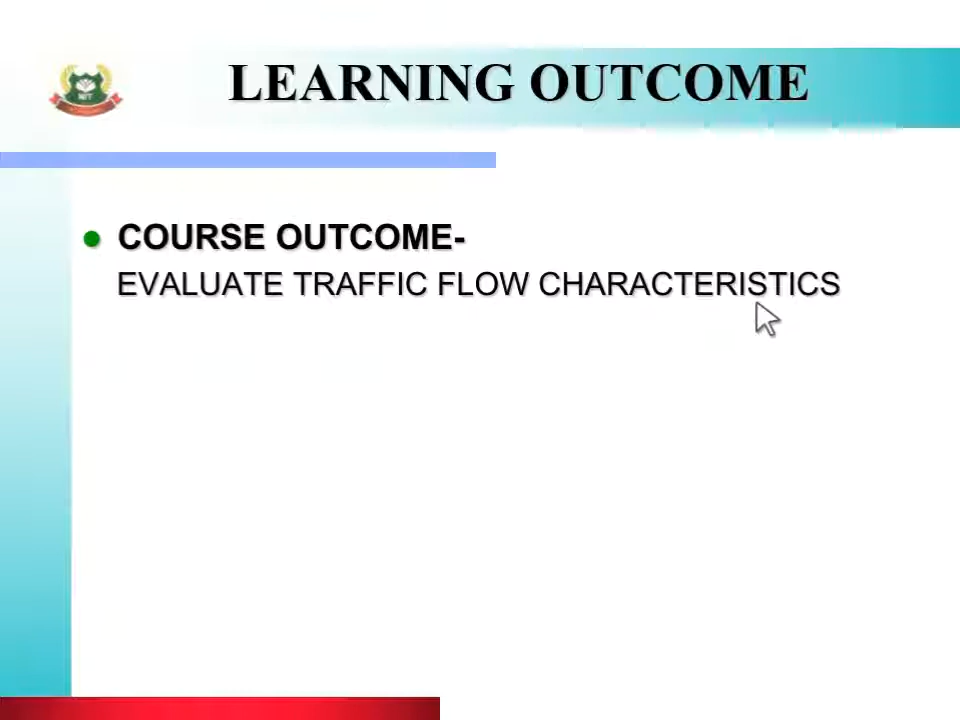 LEARNING OUTCOME
COURSE OUTCOME-
EVALUATE TRAFFIC FLOW CHARACTERISTICS